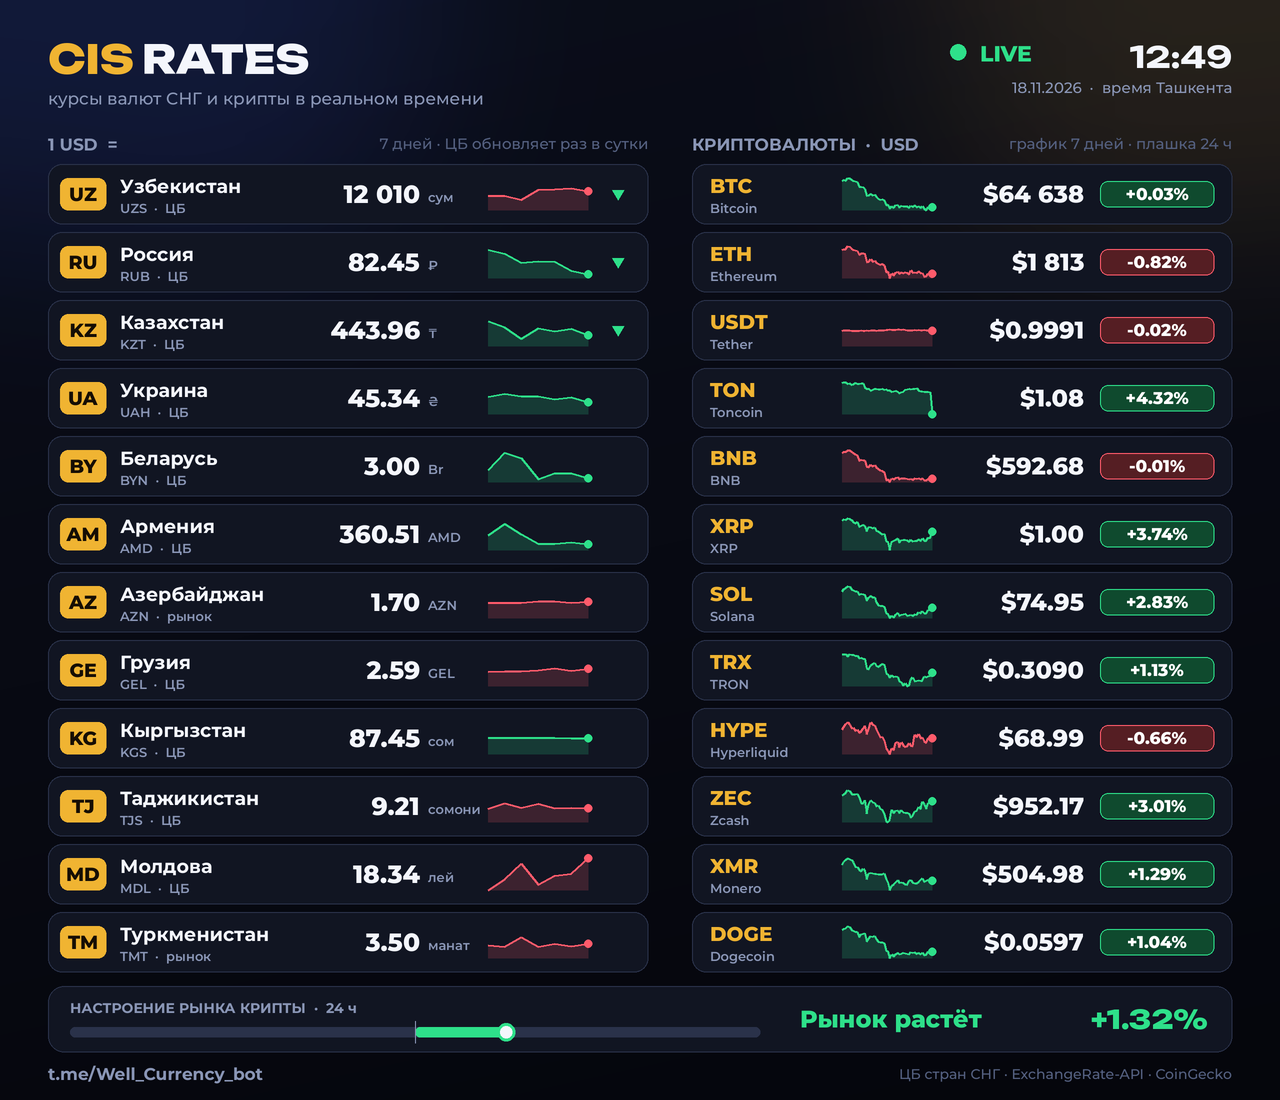 CIS RATES
курсы валют СНГ и крипты в реальном времени
LIVE
12:49
18.11.2026 · время Ташкента
1 USD =
7 дней · ЦБ обновляет раз в сутки
UZ Узбекистан 12 010 сум
UZS · ЦБ
RU Россия 82.45 ₽
RUB · ЦБ
KZ Казахстан 443.96 ₸
KZT · ЦБ
UA Украина 45.34 ₴
UAH · ЦБ
BY Беларусь 3.00 Br
BYN · ЦБ
AM Армения 360.51 AMD
AMD · ЦБ
AZ Азербайджан 1.70 AZN
AZN · рынок
GE Грузия 2.59 GEL
GEL · ЦБ
KG Кыргызстан 87.45 сом
KGS · ЦБ
TJ Таджикистан 9.21 сомони
TJS · ЦБ
MD Молдова 18.34 лей
MDL · ЦБ
TM Туркменистан 3.50 манат
TMT · рынок
КРИПТОВАЛЮТЫ · USD
график 7 дней · плашка 24 ч
BTC $64 638 +0.03%
Bitcoin
ETH $1 813 -0.82%
Ethereum
USDT $0.9991 -0.02%
Tether
TON $1.08 +4.32%
Toncoin
BNB $592.68 -0.01%
BNB
XRP $1.00 +3.74%
XRP
SOL $74.95 +2.83%
Solana
TRX $0.3090 +1.13%
TRON
HYPE $68.99 -0.66%
Hyperliquid
ZEC $952.17 +3.01%
Zcash
XMR $504.98 +1.29%
Monero
DOGE $0.0597 +1.04%
Dogecoin
НАСТРОЕНИЕ РЫНКА КРИПТЫ · 24 ч
Рынок растёт
+1.32%
t.me/Well_Currency_bot
ЦБ стран СНГ · ExchangeRate-API · CoinGecko